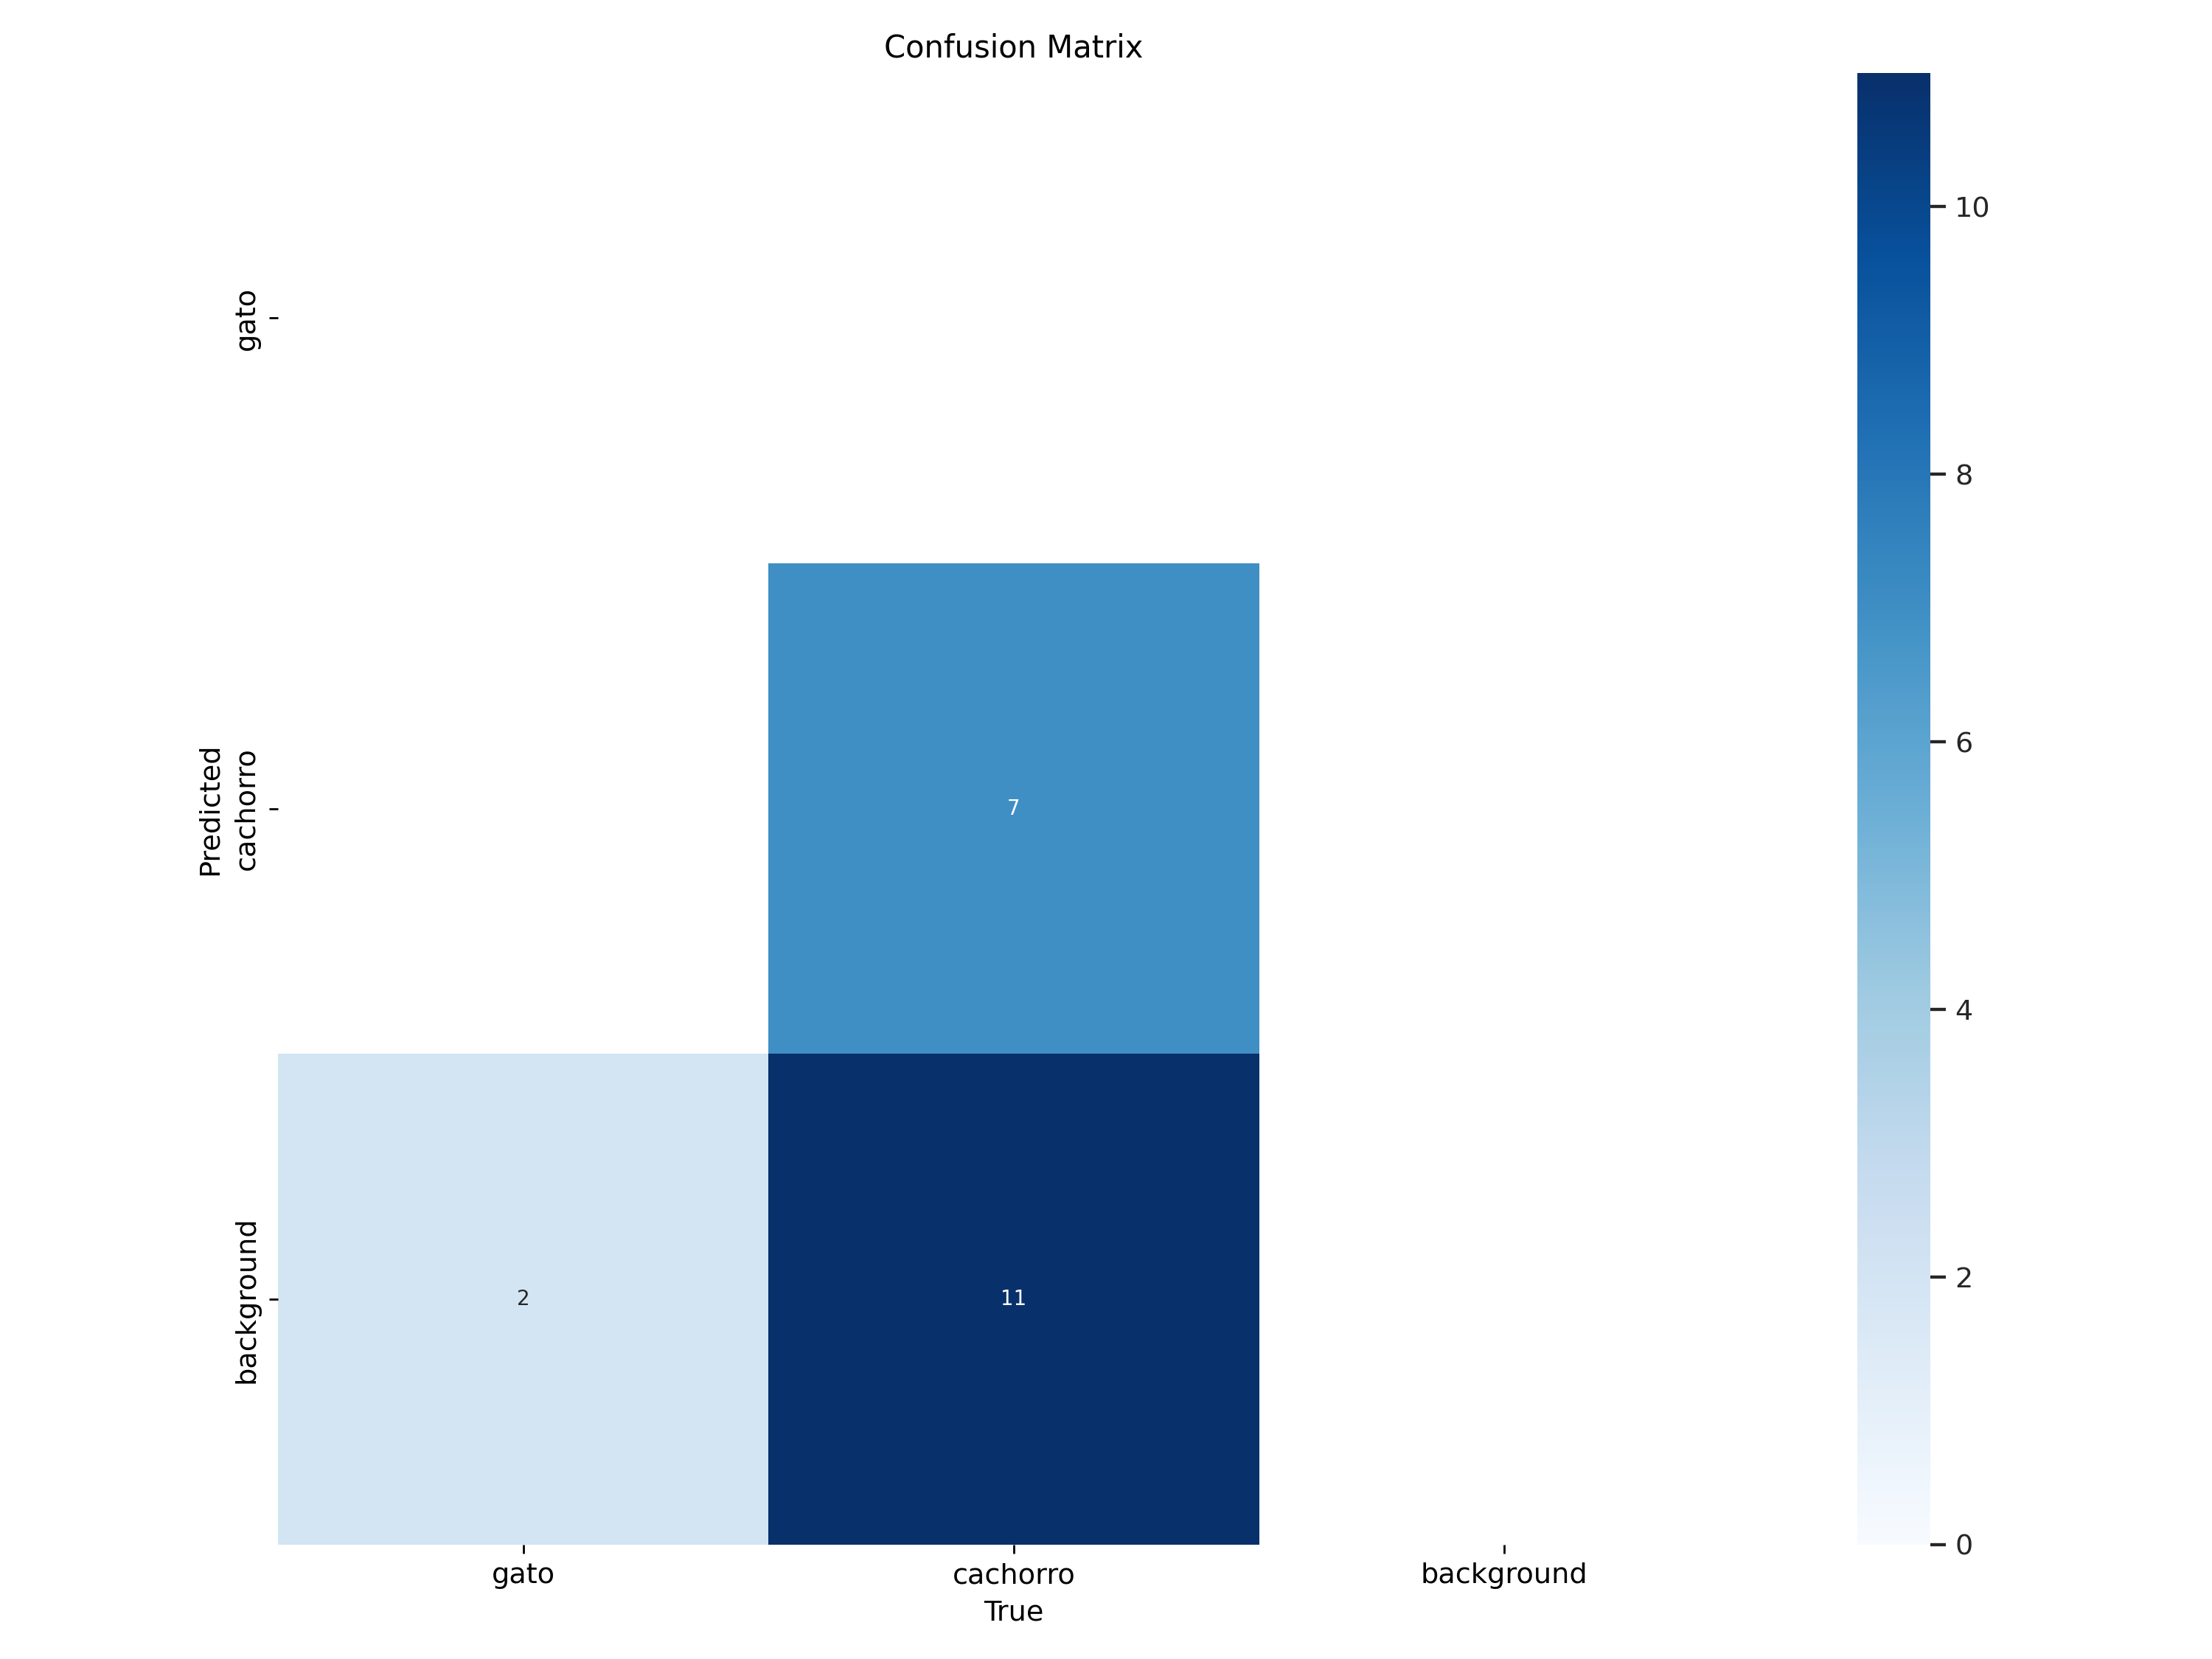 Confusion Matrix
gato
Predicted
cachorro
7
background
2
11
gato
cachorro
background
True
10
8
6
4
2
0